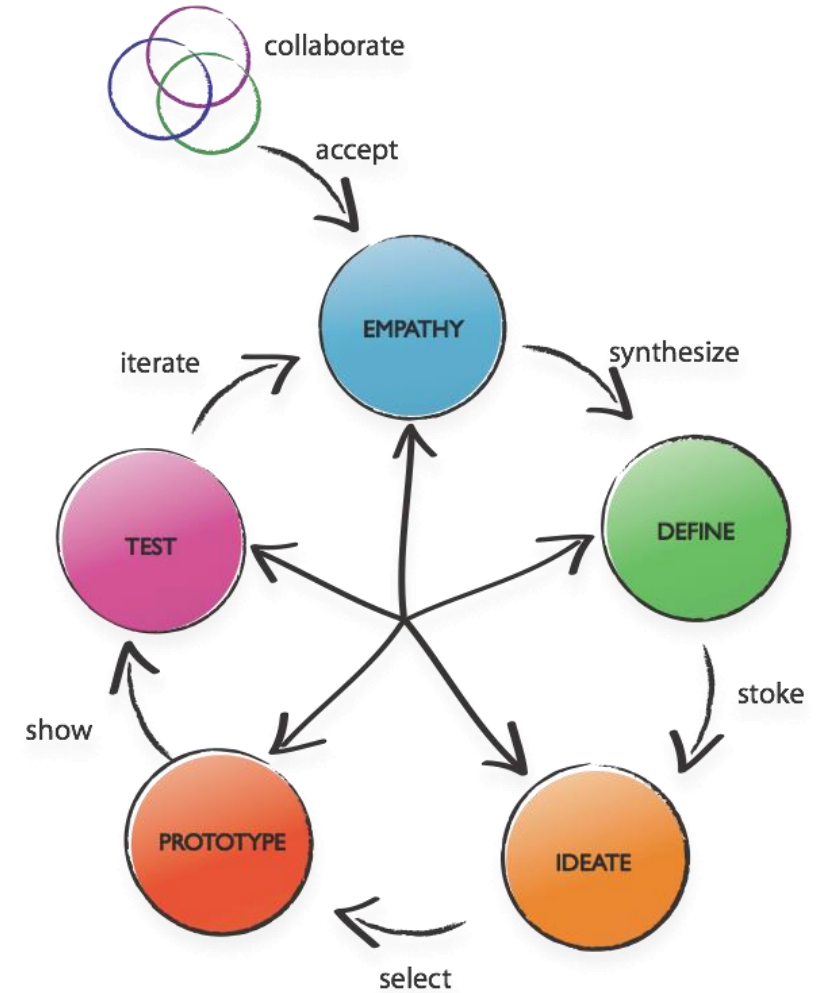 collaborate
accept
EMPATHY
synthesize
iterate
DEFINE
TEST
stoke
show
PROTOTYPE
IDEATE
select